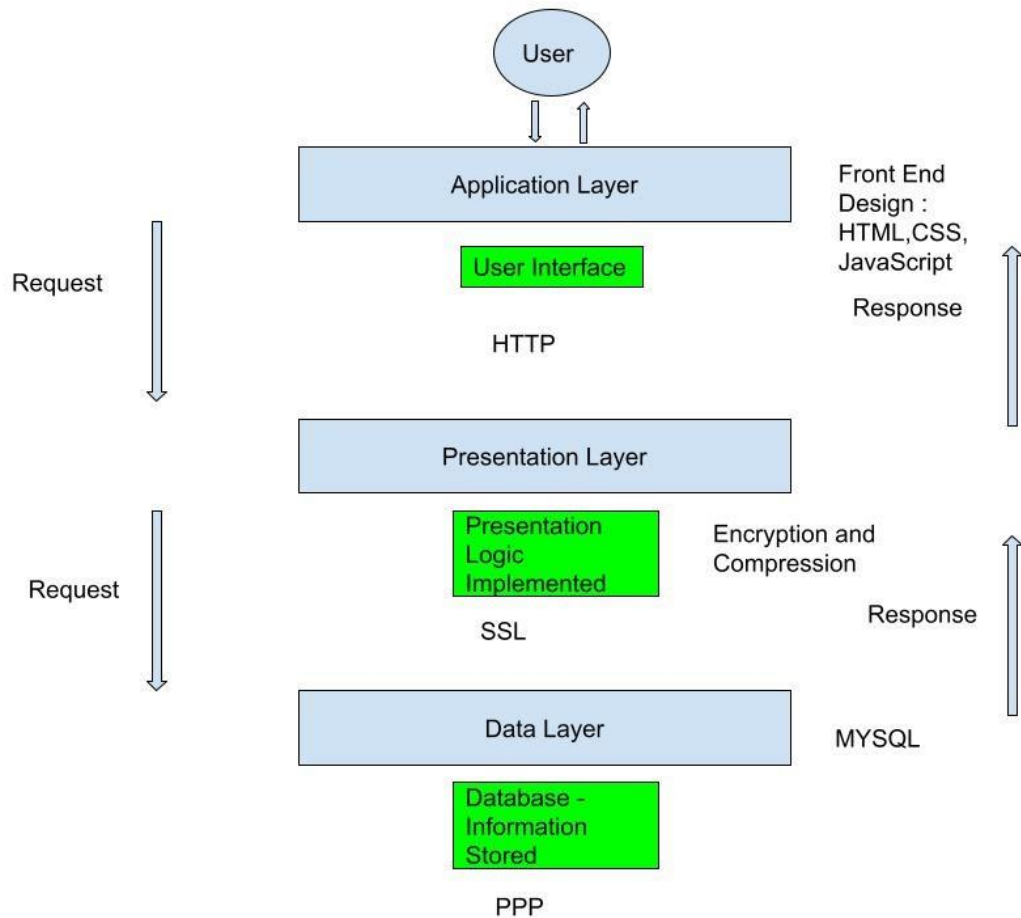 User
Application Layer
Front End
Design :
HTML,CSS,
JavaScript
User Interface
Request
Response
HTTP
Presentation Layer
Presentation
Logic
Implemented
Encryption and
Compression
Request
Response
SSL
Data Layer
MYSQL
Database -
Information
Stored
PPP